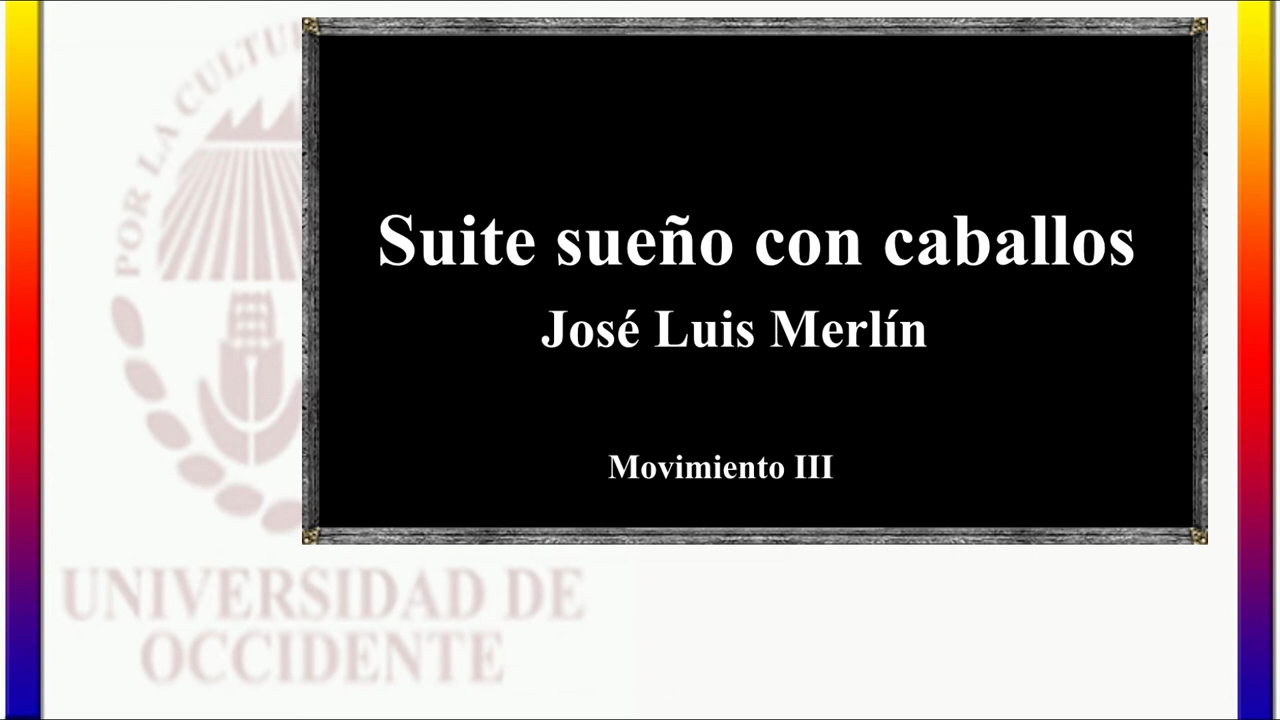 POR LA CULTU
Suite sueño con caballos
José Luis Merlín
Movimiento III
UNIVERSIDAD DE
OCCIDENTE